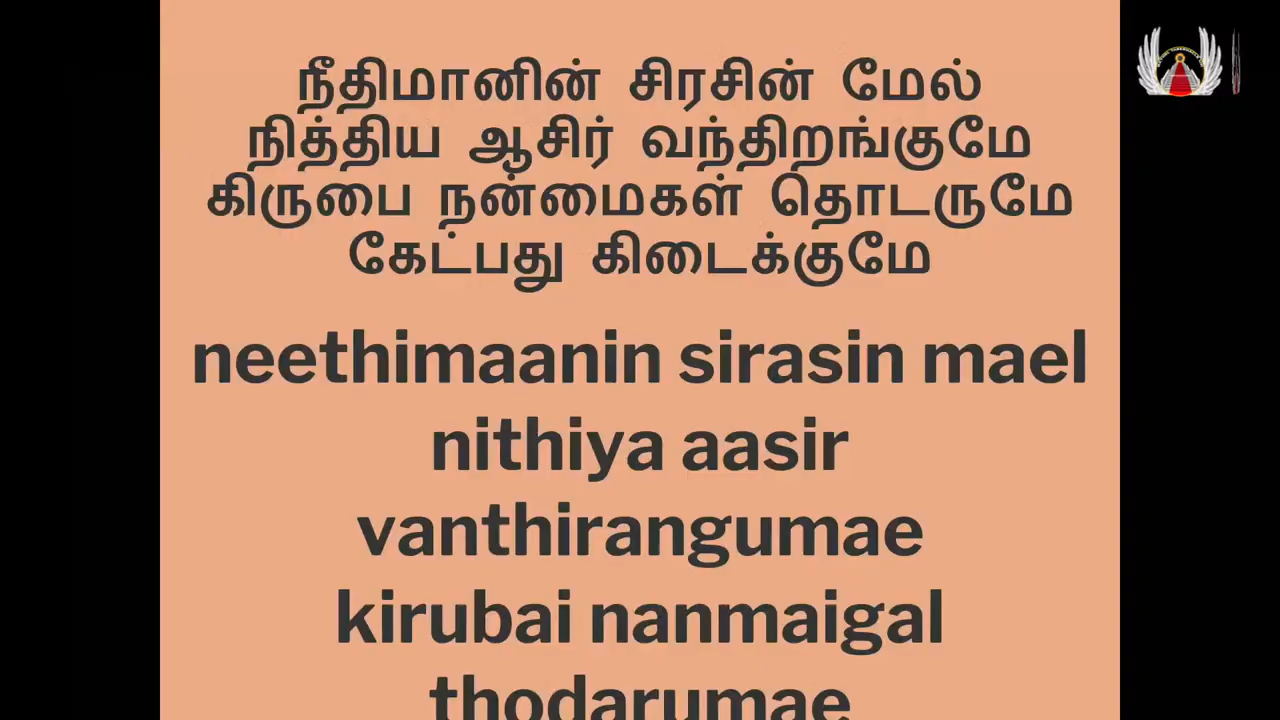 நீதிமானின் சிரசின் மேல்
நித்திய ஆசிர் வந்திறங்குமே
கிருபை நன்மைகள் தொடருமே
கேட்பது கிடைக்குமே
neethimaanin sirasin mael
nithiya aasir
vanthirangumae
kirubai nanmaigal
thodarumae